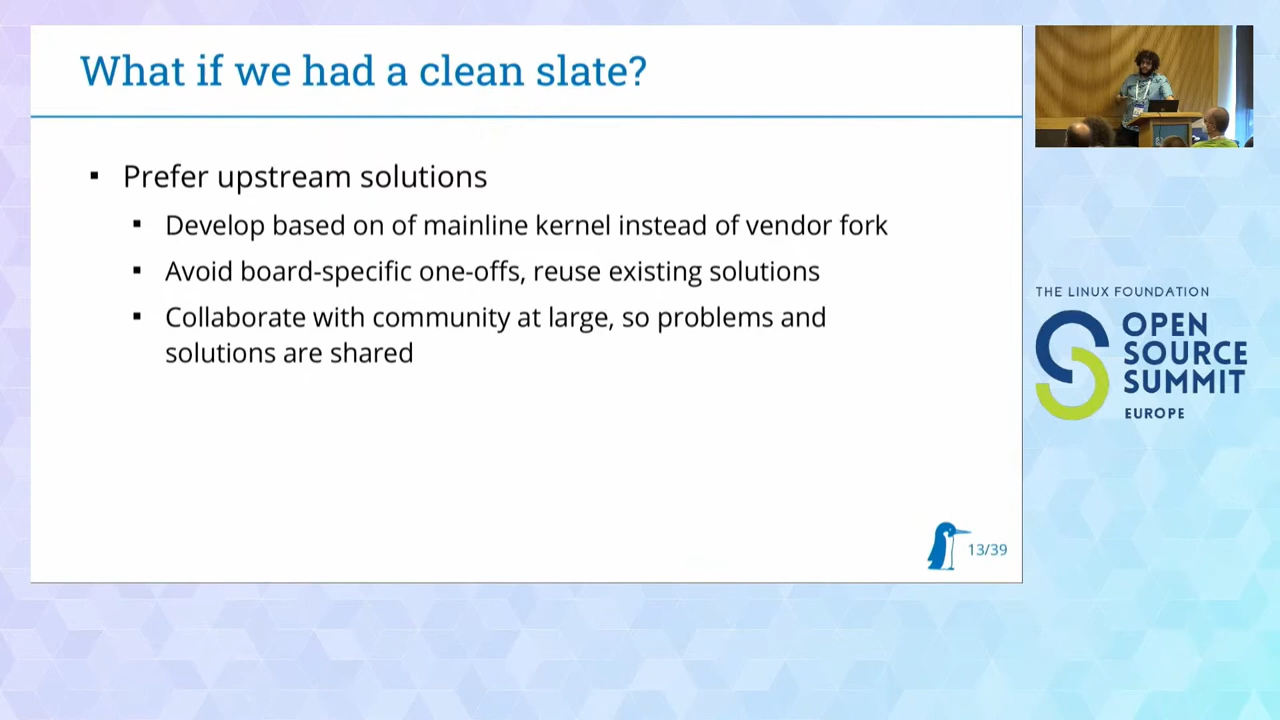 What if we had a clean slate?
▪ Prefer upstream solutions
▪ Develop based on of mainline kernel instead of vendor fork
▪ Avoid board-specific one-offs, reuse existing solutions
▪ Collaborate with community at large, so problems and
solutions are shared
13/39
THE LINUX FOUNDATION
OPEN
SOURCE
SUMMIT
EUROPE